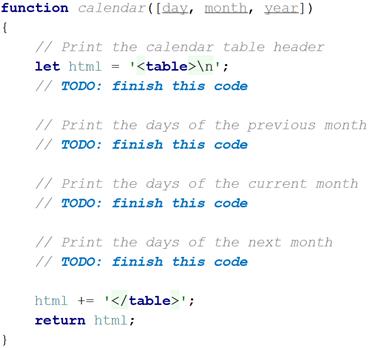 function calendar([day, month, year])
{
// Print the calendar table header
let html = '<table>\n';
// TODO: finish this code
// Print the days of the previous month
// TODO: finish this code
// Print the days of the current month
// TODO: finish this code
// Print the days of the next month
// TODO: finish this code
html += '</table>';
return html;
}